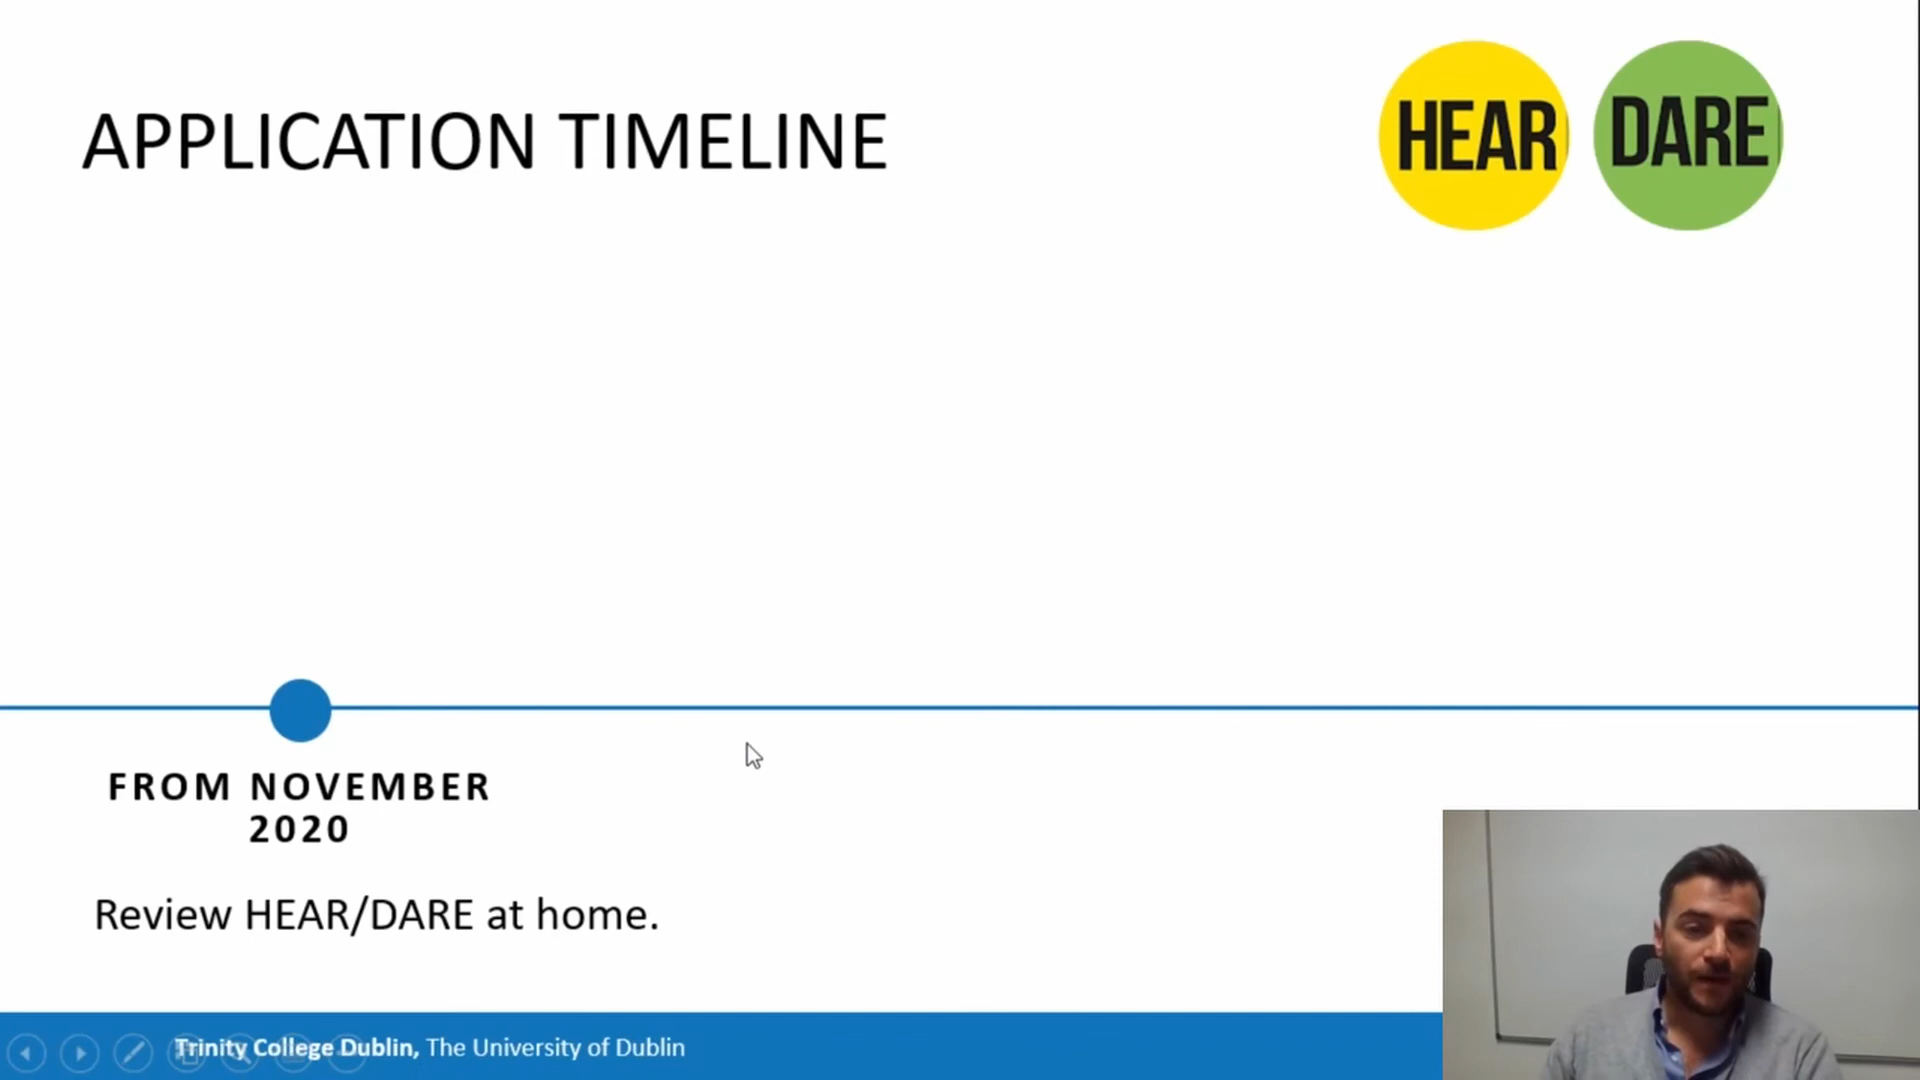 APPLICATION TIMELINE
HEAR
DARE
FROM NOVEMBER
2020
Review HEAR/DARE at home.
Trinity College Dublin, The University of Dublin